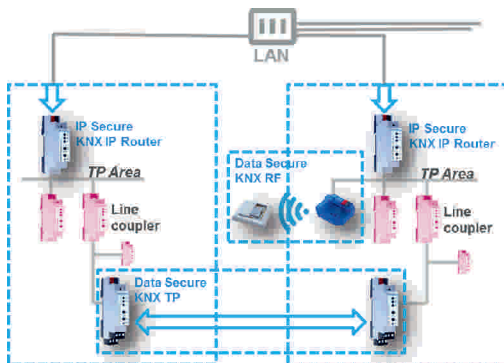 LAN
IP Secure
KNX IP Router
TP Area
Line
coupler
Data Secure
KNX RF
IP Secure
KNX IP Router
TP Area
Line
coupler
Data Secure
KNX TP